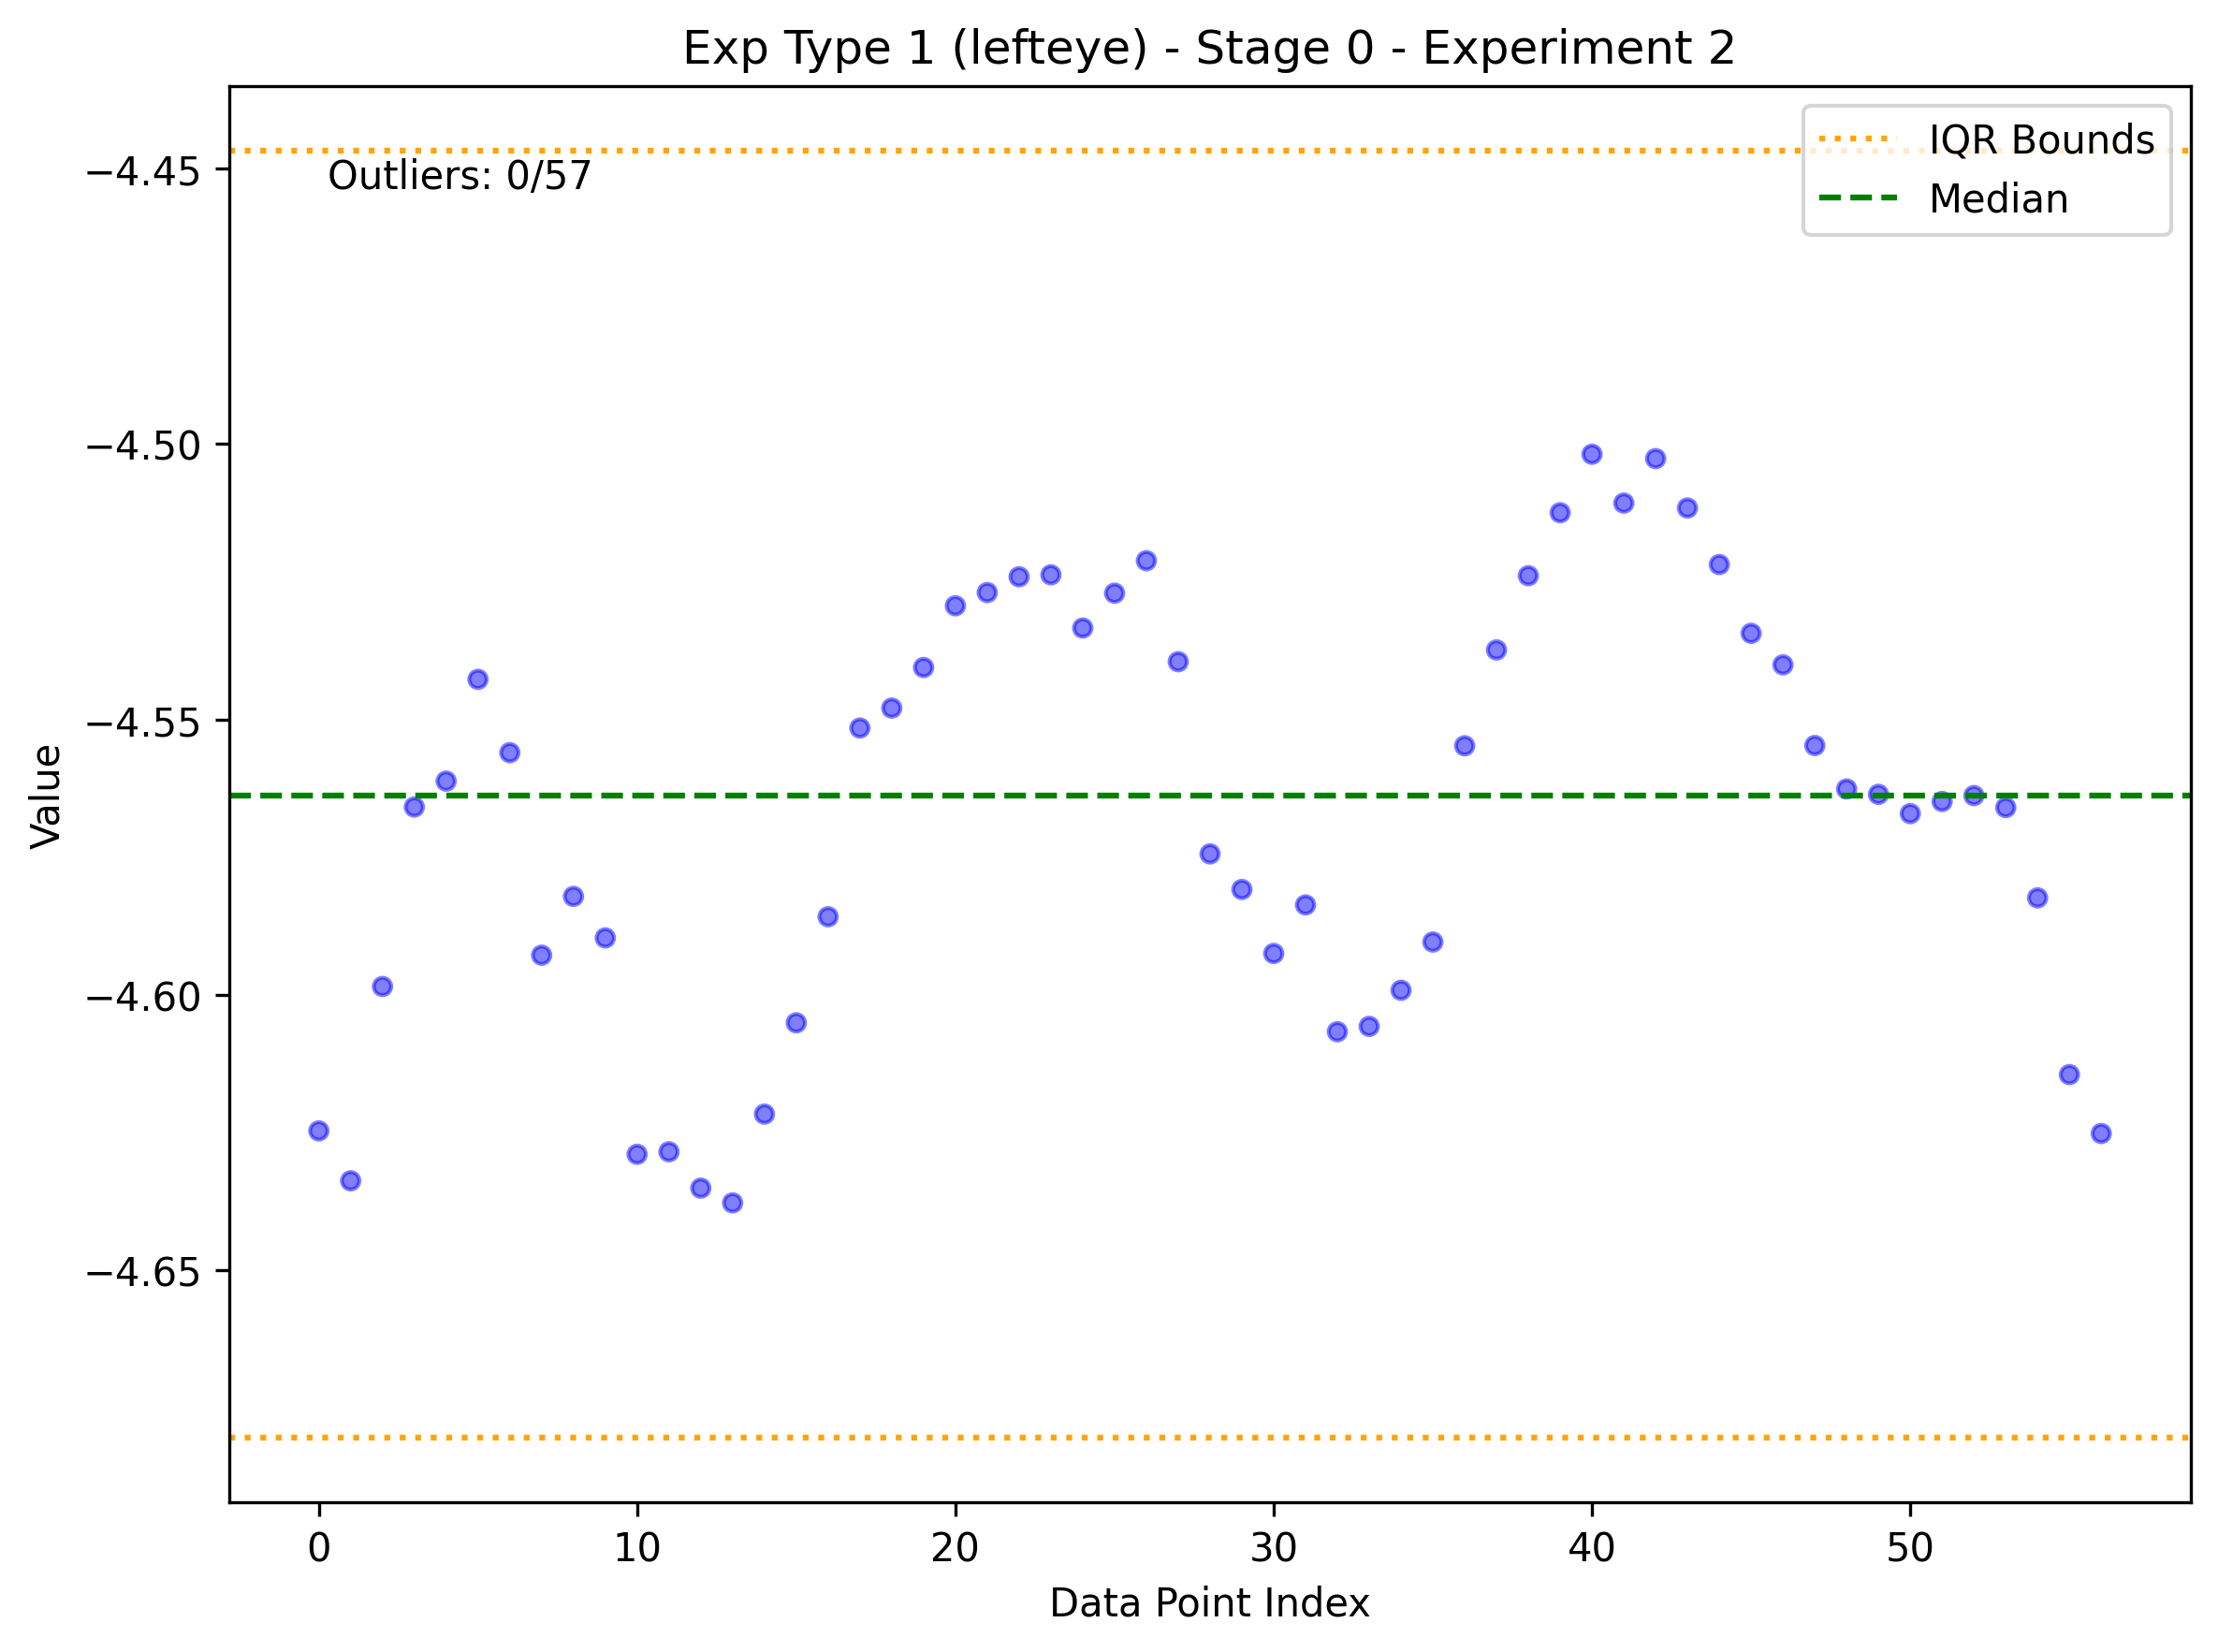 Exp Type 1 (lefteye) - Stage 0 - Experiment 2
IQR Bounds
Median
Outliers: 0/57
−4.45
−4.50
−4.55
−4.60
−4.65
Value
0 10 20 30 40 50
Data Point Index